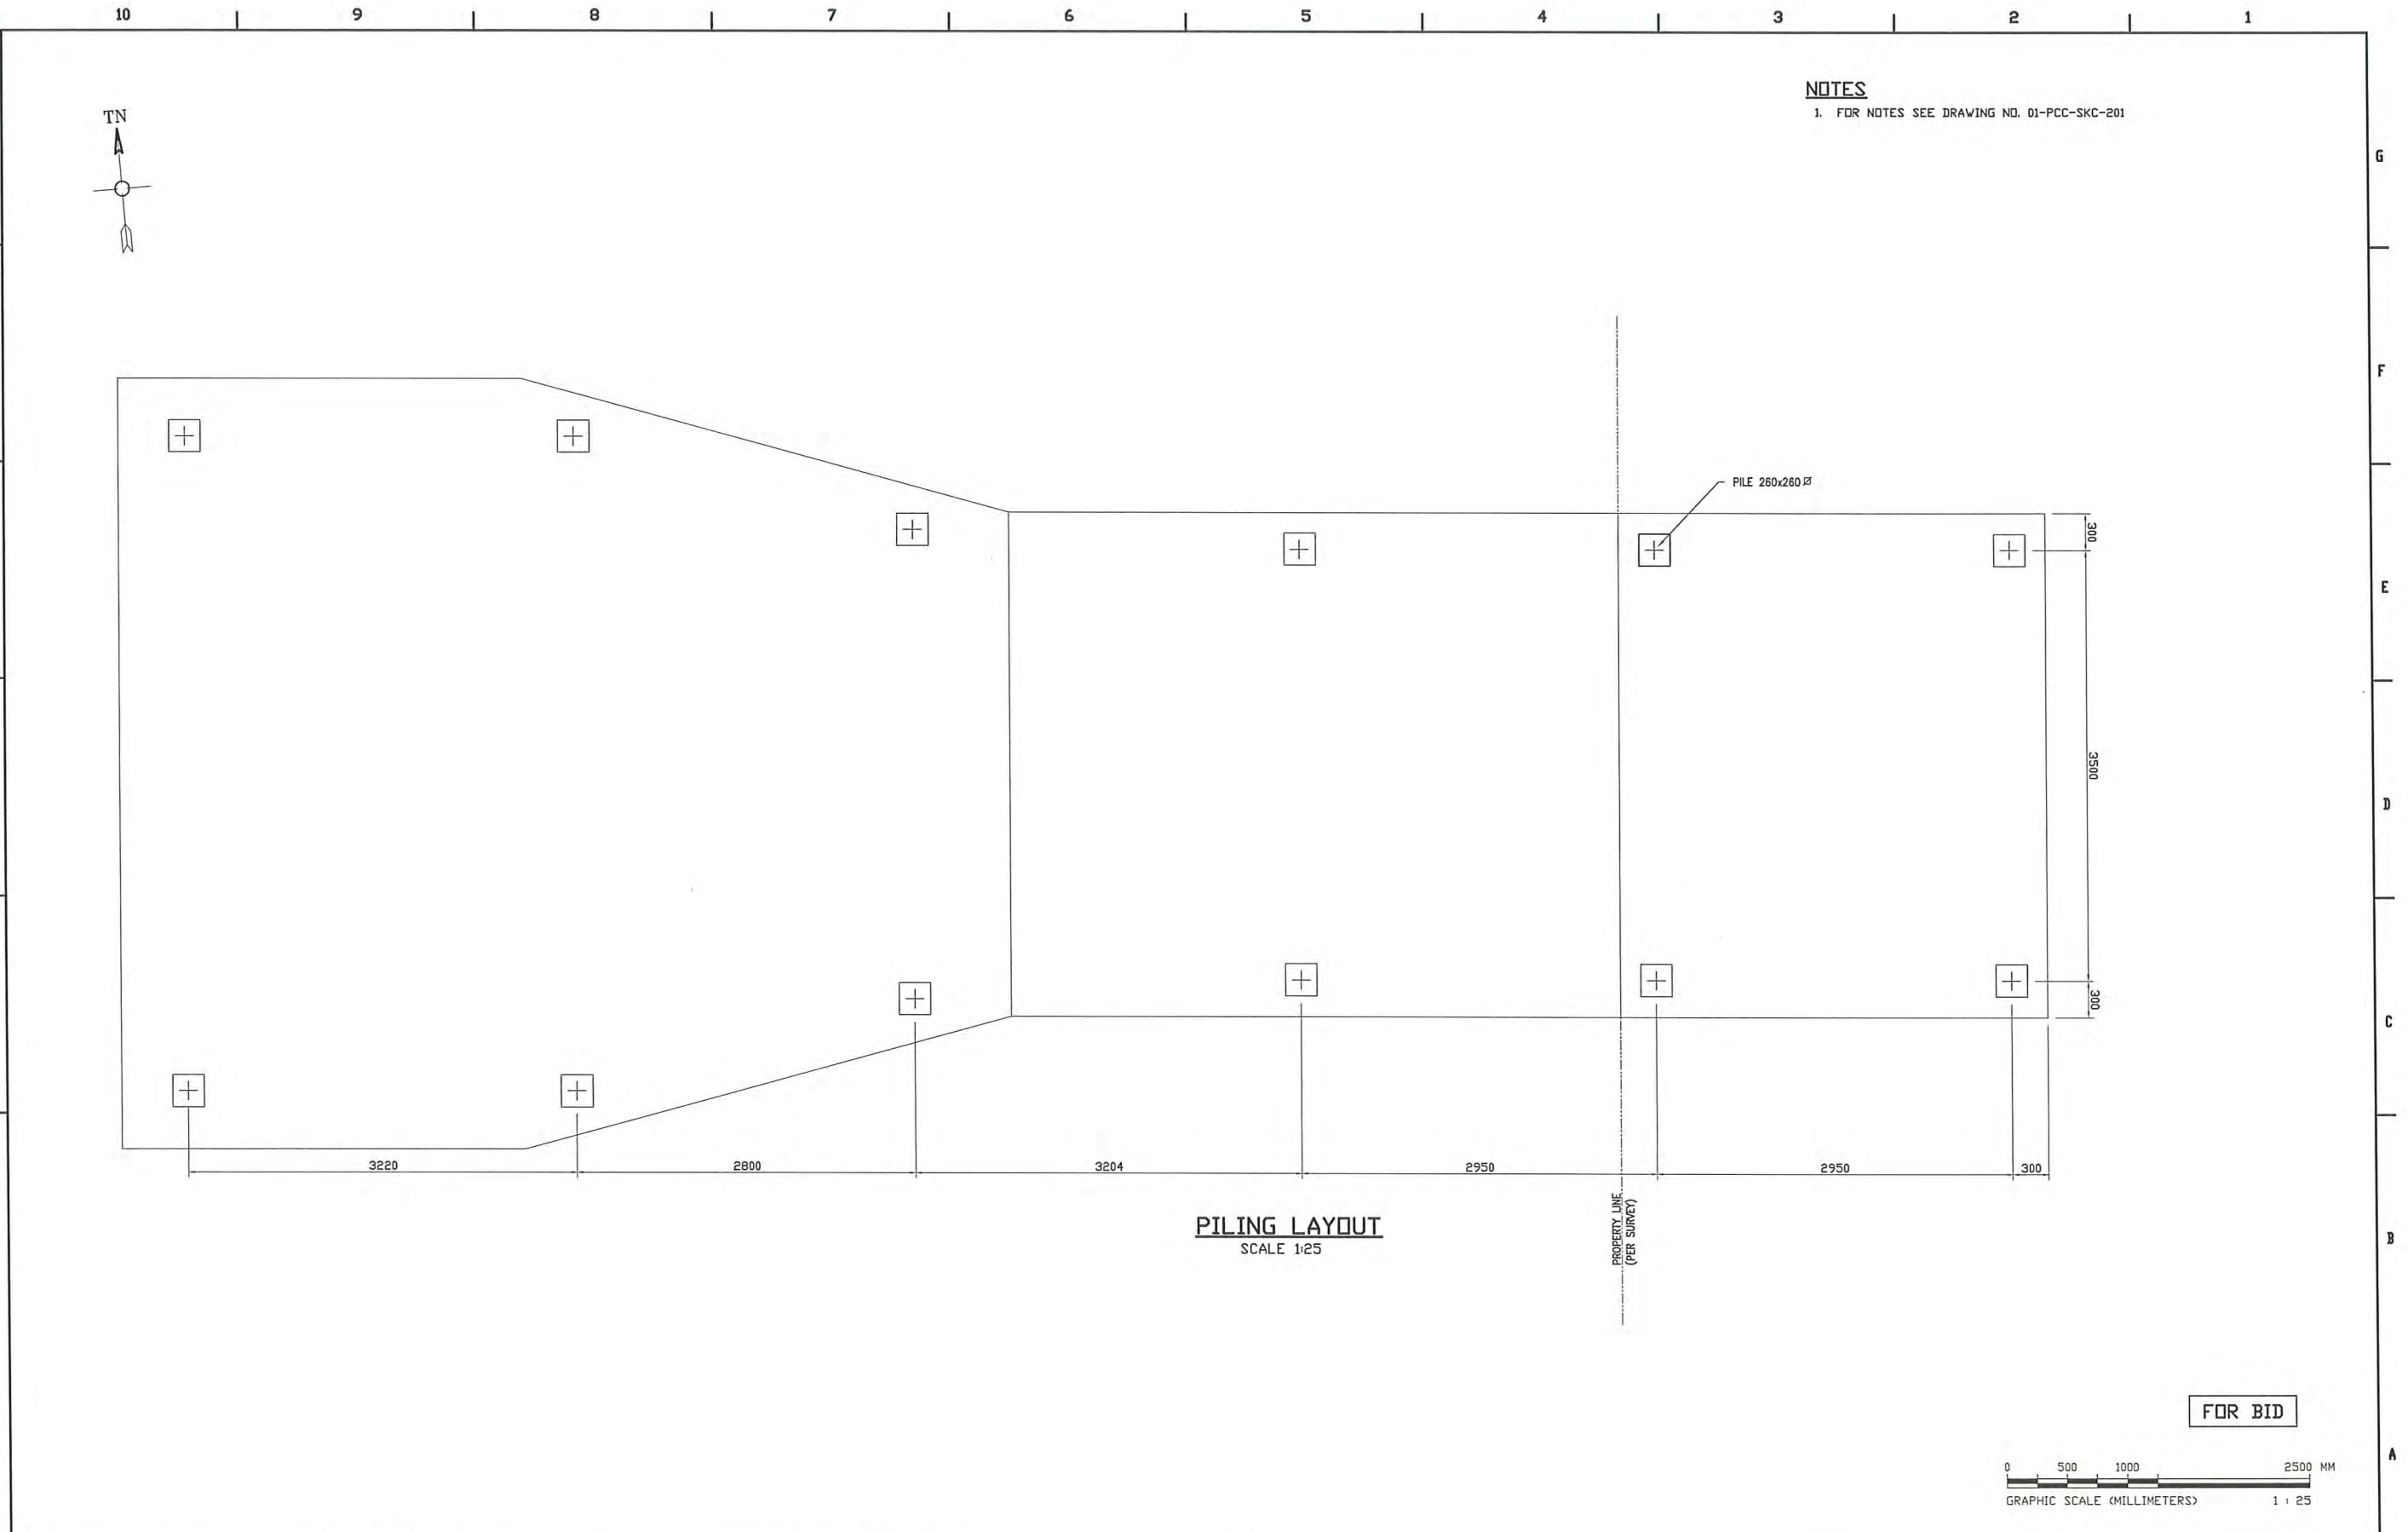 10 9 8 7 6 5 4 3 2 1
NOTES
1. FOR NOTES SEE DRAWING NO. 01-PCC-SKC-201
TN
G
F
PILE 260x260⌀
300
E
3500
D
300
C
3220 2800 3204 2950 2950 300
PROPERTY LINE
(PER SURVEY)
PILING LAYOUT
SCALE 1:25
B
FOR BID
A
0 500 1000 2500 MM
GRAPHIC SCALE (MILLIMETERS) 1 : 25